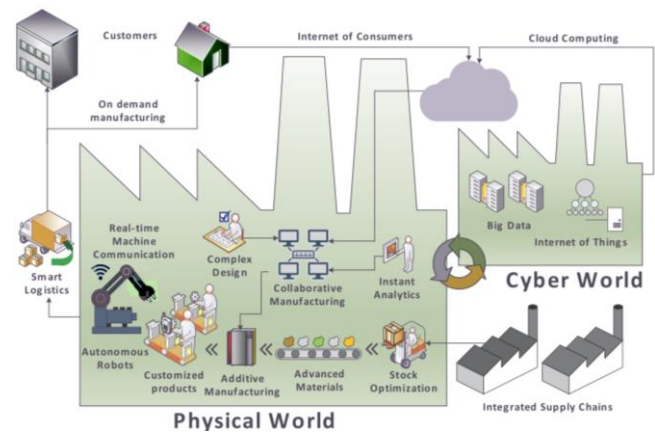 Customers
Internet of Consumers
Cloud Computing
On demand
manufacturing
Real-time
Machine
Communication
Complex
Design
Collaborative
Manufacturing
Instant
Analytics
Big Data
Internet of Things
Smart
Logistics
Cyber World
Autonomous
Robots
Customized
products
Additive
Manufacturing
Advanced
Materials
Stock
Optimization
Integrated Supply Chains
Physical World